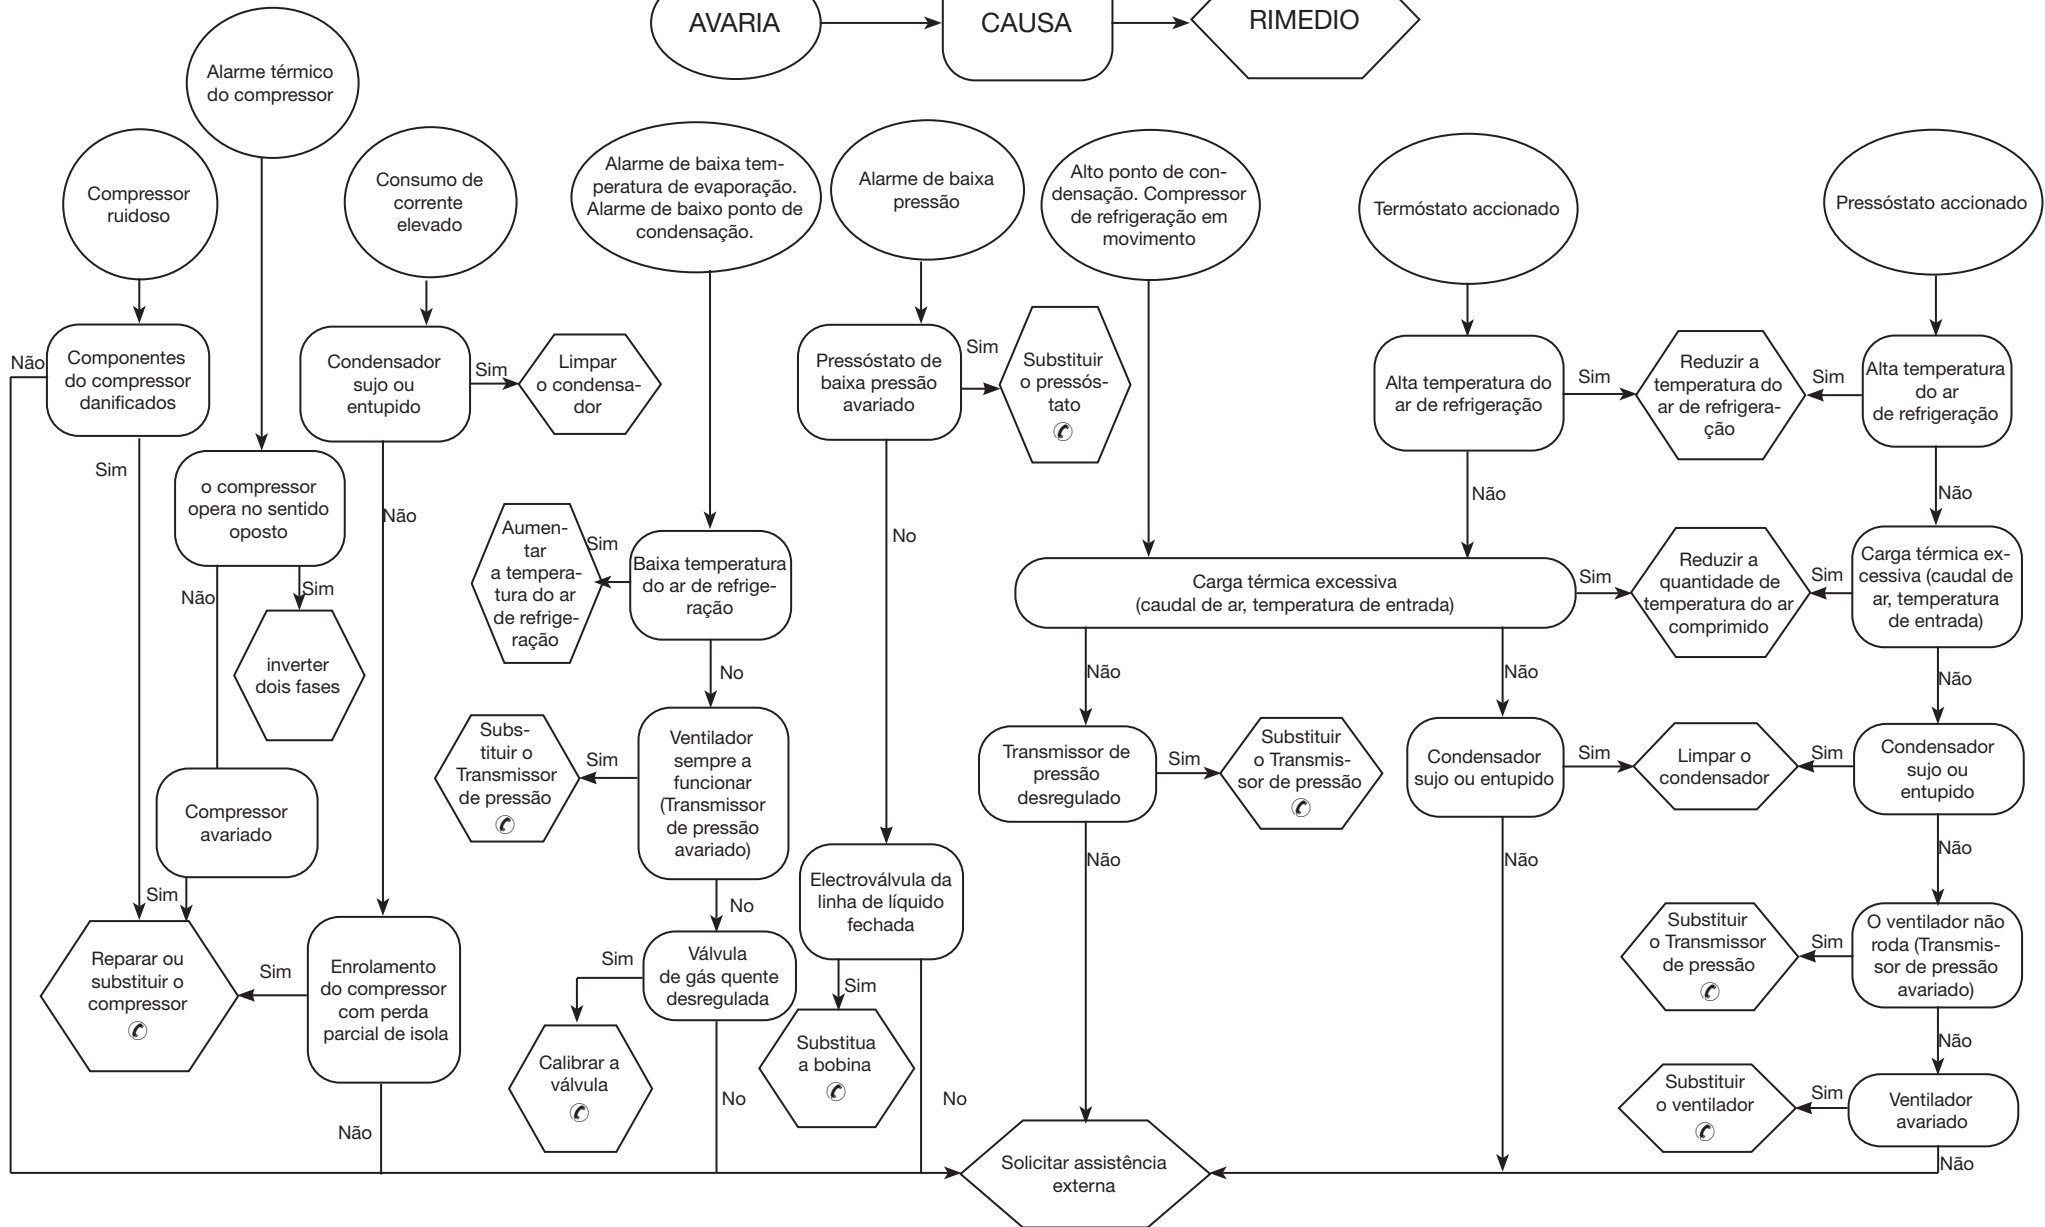 AVARIA
CAUSA
RIMEDIO
Alarme térmico
do compressor
Compressor
ruidoso
Consumo de
corrente
elevado
Alarme de baixa tem-
peratura de evaporação.
Alarme de baixo ponto de
condensação.
Alarme de baixa
pressão
Alto ponto de con-
densação. Compressor
de refrigeração em
movimento
Termóstato accionado
Pressóstato accionado
Não
Componentes
do compressor
danificados
Sim
Condensador
sujo ou
entupido
Sim
Limpar
o condensa-
dor
Não
Pressóstato de
baixa pressão
avariado
Sim
Substituir
o pressós-
tato
No
Alta temperatura do
ar de refrigeração
Sim
Reduzir a
temperatura do
ar de refrigera-
ção
Sim
Alta temperatura
do ar
de refrigeração
Não
Não
o compressor
opera no sentido
oposto
Não
Sim
inverter
dois fases
Aumen-
tar
a tempera-
tura do ar
de refrige-
ração
Sim
Baixa temperatura
do ar de refrige-
ração
No
Carga térmica excessiva
(caudal de ar, temperatura de entrada)
Sim
Reduzir a
quantidade de
temperatura do ar
comprimido
Sim
Carga térmica ex-
cessiva (caudal de
ar, temperatura
de entrada)
Não
Não
Não
Subs-
tituir o
Transmissor
de pressão
Sim
Ventilador
sempre a
funcionar
(Transmissor
de pressão
avariado)
No
Transmissor de
pressão
desregulado
Sim
Substituir
o Transmis-
sor de pressão
Não
Condensador
sujo ou entupido
Sim
Limpar o
condensador
Sim
Condensador
sujo ou
entupido
Não
Não
Compressor
avariado
Sim
Electroválvula da
linha de líquido
fechada
Sim
No
Reparar ou
substituir o
compressor
Sim
Enrolamento
do compressor
com perda
parcial de isola
Não
Sim
Válvula
de gás quente
desregulada
No
Calibrar a
válvula
Substitua
a bobina
Substituir
o Transmissor
de pressão
Sim
O ventilador não
roda (Transmis-
sor de pressão
avariado)
Não
Substituir
o ventilador
Sim
Ventilador
avariado
Não
Solicitar assistência
externa